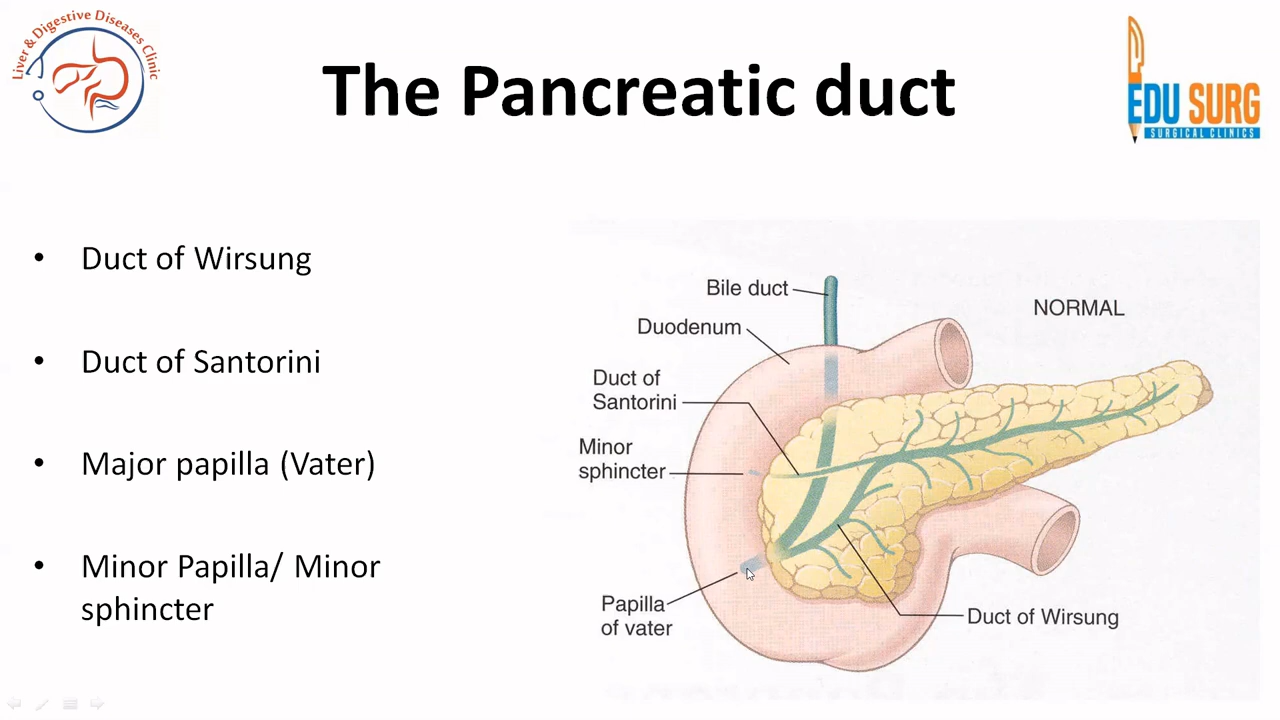 Liver & Digestive Diseases Clinic
The Pancreatic duct
EDU SURG
SURGICAL CLINICS
• Duct of Wirsung
• Duct of Santorini
• Major papilla (Vater)
• Minor Papilla/ Minor
sphincter
Bile duct
NORMAL
Duodenum
Duct of
Santorini
Minor
sphincter
Papilla
of vater
Duct of Wirsung